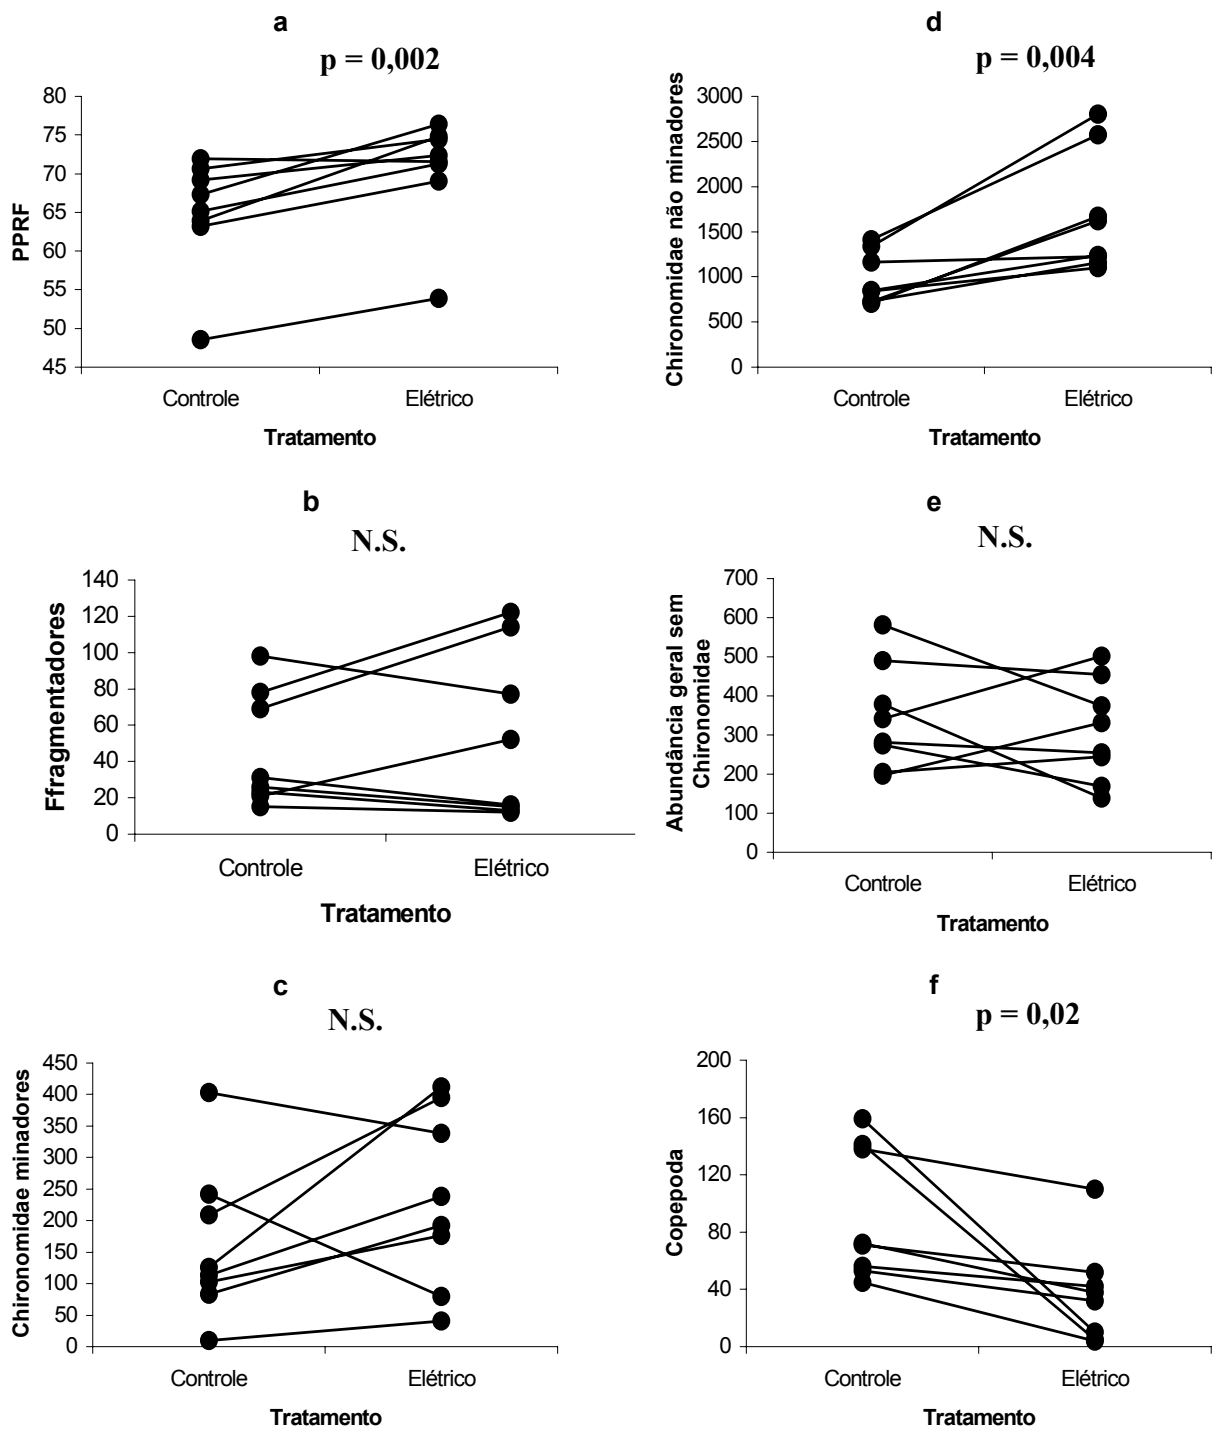 a
p = 0,002
PPRF
80
75
70
65
60
55
50
45
Controle
Elétrico
Tratamento
d
p = 0,004
Chironomidae não minadores
3000
2500
2000
1500
1000
500
0
Controle
Elétrico
Tratamento
b
N.S.
Ffragmentadores
140
120
100
80
60
40
20
0
Controle
Elétrico
Tratamento
e
N.S.
Abundância geral sem
Chironomidae
700
600
500
400
300
200
100
0
Controle
Elétrico
Tratamento
c
N.S.
Chironomidae minadores
450
400
350
300
250
200
150
100
50
0
Controle
Elétrico
Tratamento
f
p = 0,02
Copepoda
200
160
120
80
40
0
Controle
Elétrico
Tratamento